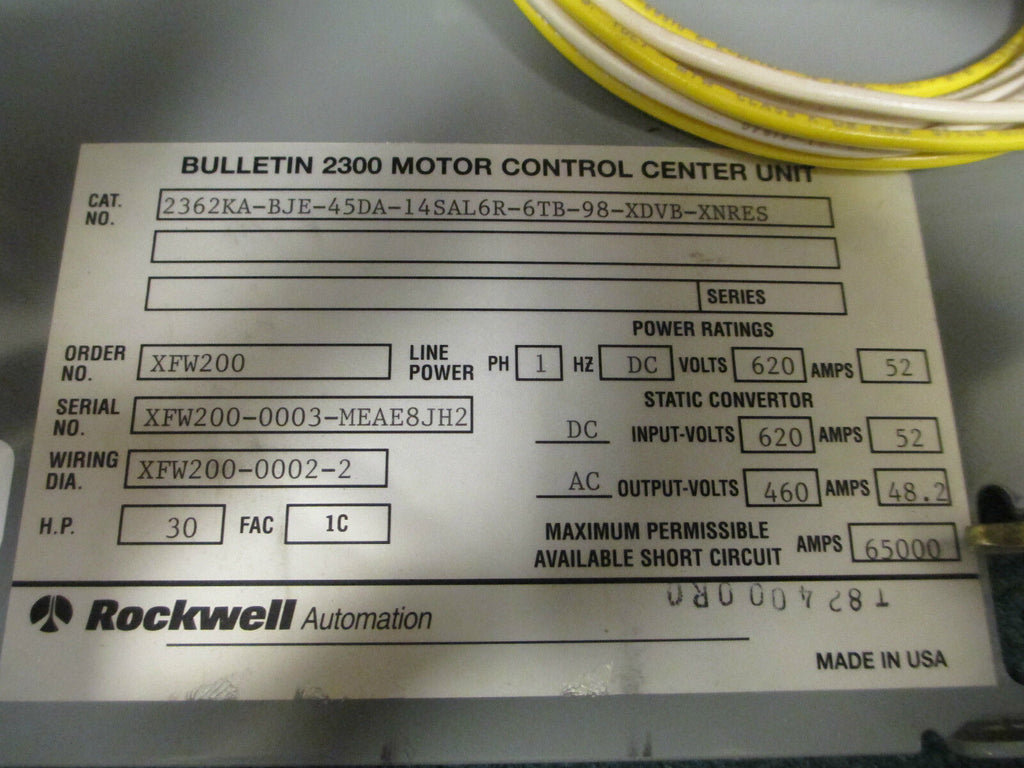 BULLETIN 2300 MOTOR CONTROL CENTER UNIT
CAT. NO. 2362KA-BJE-45DA-14SAL6R-6TB-98-XDVB-XNRES
SERIES
POWER RATINGS
ORDER NO. XFW200 LINE POWER PH 1 HZ DC VOLTS 620 AMPS 52
STATIC CONVERTOR
SERIAL NO. XFW200-0003-MEAE8JH2 DC INPUT-VOLTS 620 AMPS 52
WIRING DIA. XFW200-0002-2 AC OUTPUT-VOLTS 460 AMPS 48.2
H.P. 30 FAC 1C MAXIMUM PERMISSIBLE AVAILABLE SHORT CIRCUIT AMPS 65000
Rockwell Automation
MADE IN USA